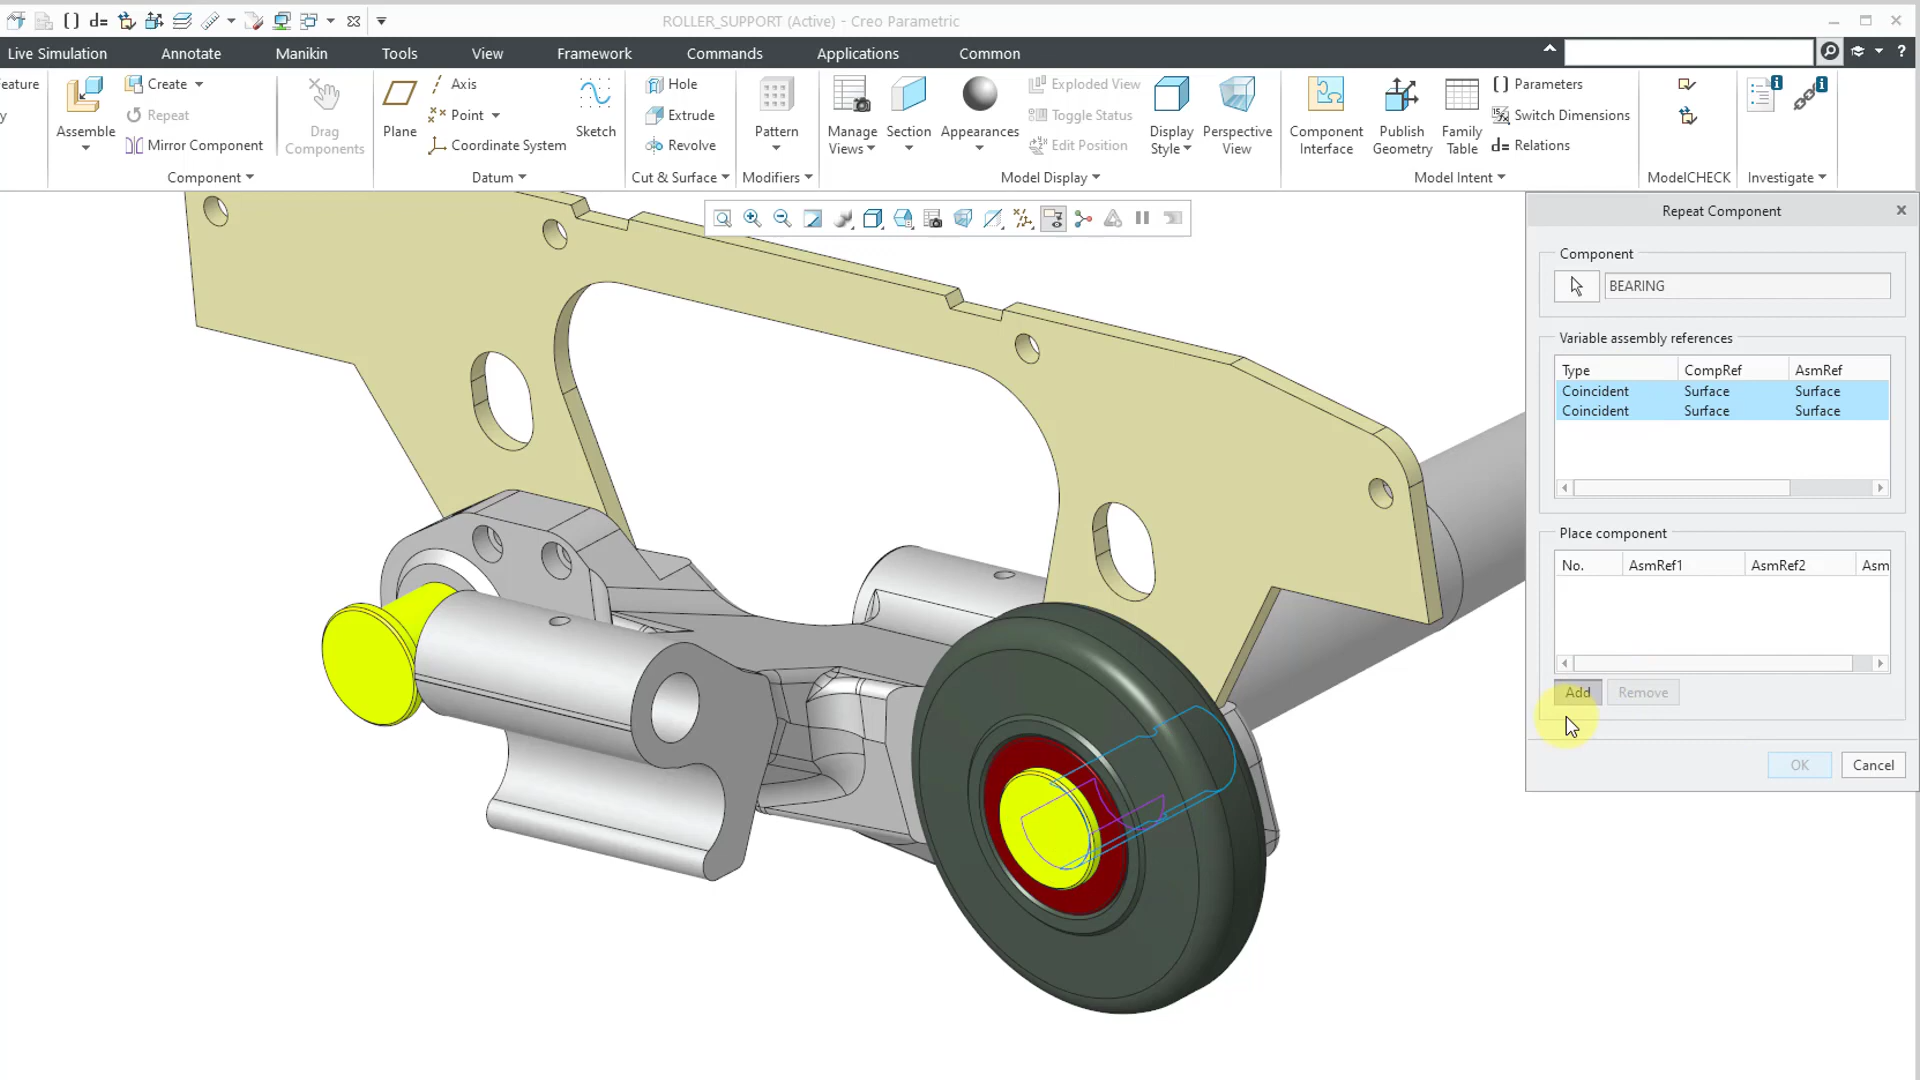 ROLLER_SUPPORT (Active) - Creo Parametric
Live Simulation Annotate Manikin Tools View Framework Commands Applications Common
eature Create Axis Hole Exploded View Parameters
y Repeat Point Extrude Toggle Status Switch Dimensions
Mirror Component Coordinate System Revolve Edit Position Relations
Assemble Drag Components Plane Sketch Pattern Manage Views Section Appearances Display Style Perspective View Component Interface Publish Geometry Family Table
Component Datum Cut & Surface Modifiers Model Display Model Intent ModelCHECK Investigate
Repeat Component
Component
BEARING
Variable assembly references
Type CompRef AsmRef
Coincident Surface Surface
Coincident Surface Surface
Place component
No. AsmRef1 AsmRef2 Asm
Add Remove
OK Cancel